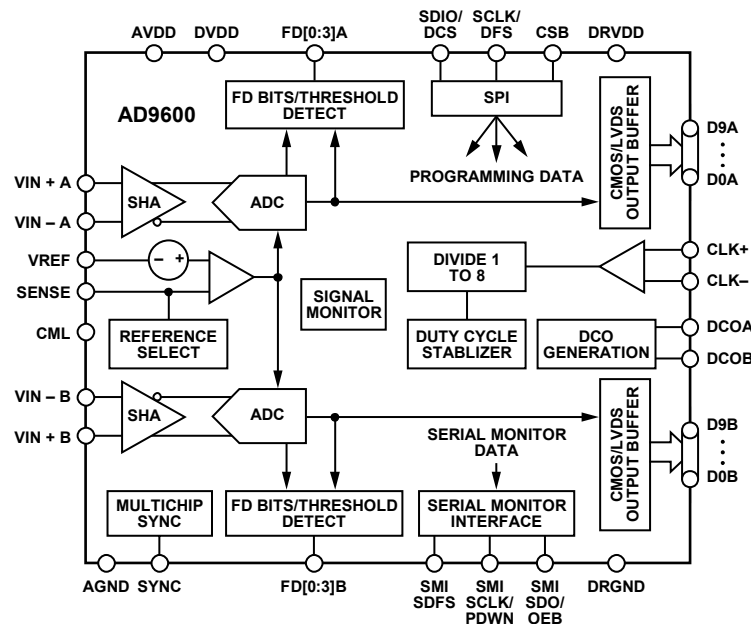 AVDD
DVDD
FD[0:3]A
SDIO/
DCS
SCLK/
DFS
CSB
DRVDD
AD9600
FD BITS/THRESHOLD
DETECT
SPI
PROGRAMMING DATA
CMOS/LVDS
OUTPUT BUFFER
D9A
D0A
VIN + A
VIN – A
SHA
ADC
VREF
SENSE
– +
CML
REFERENCE
SELECT
SIGNAL
MONITOR
DIVIDE 1
TO 8
DUTY CYCLE
STABLIZER
DCO
GENERATION
CLK+
CLK–
DCOA
DCOB
VIN – B
VIN + B
SHA
ADC
SERIAL MONITOR
DATA
CMOS/LVDS
OUTPUT BUFFER
D9B
D0B
MULTICHIP
SYNC
FD BITS/THRESHOLD
DETECT
SERIAL MONITOR
INTERFACE
AGND
SYNC
FD[0:3]B
SMI
SDFS
SMI
SCLK/
PDWN
SMI
SDO/
OEB
DRGND